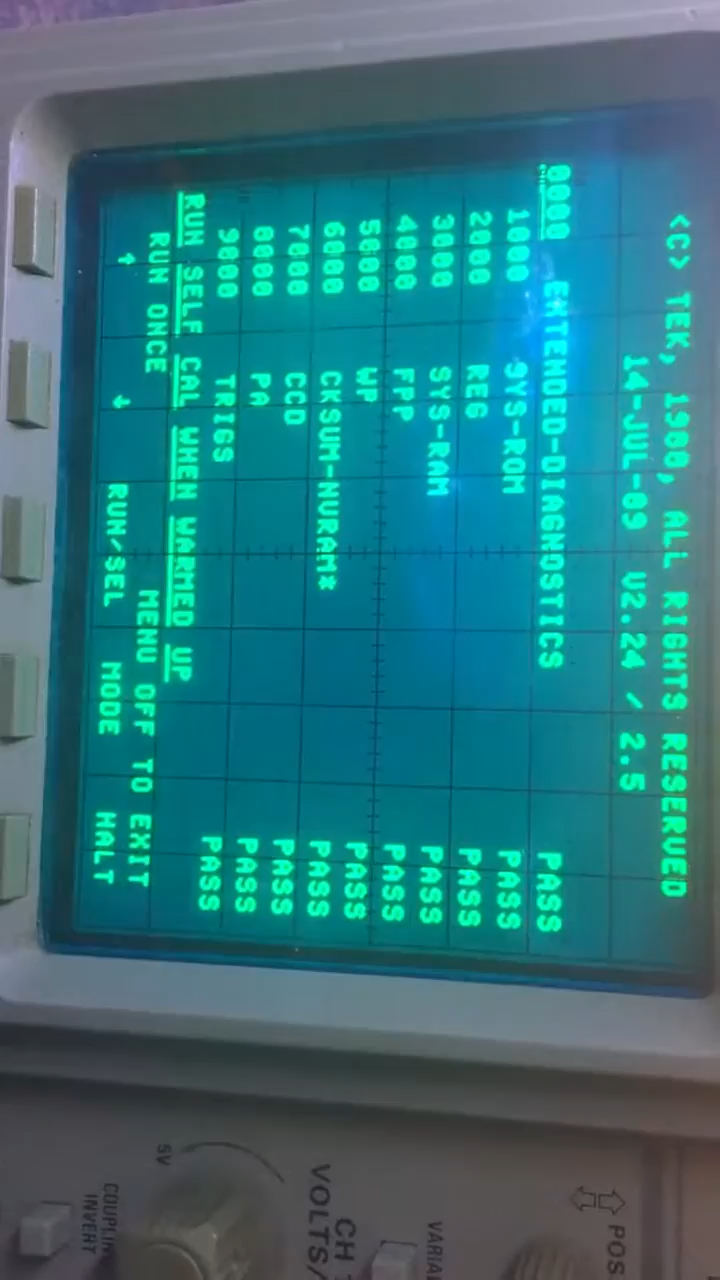 <C> TEK, 1988, ALL RIGHTS RESERVED
14-JUL-89 V2.24 / 2.5
0000 EXTENDED-DIAGNOSTICS PASS
1000 SYS-ROM PASS
2000 REG PASS
3000 SYS-RAM PASS
4000 FPP PASS
5000 WP PASS
6000 CKSUM-NVRAM* PASS
7000 CCD PASS
8000 PA PASS
9000 TRIGS PASS
RUN SELF CAL WHEN WARMED UP
RUN ONCE MENU OFF TO EXIT
↑ ↓ RUN/SEL MODE HALT
POS
CH
VOLTS/
5V
INVERT